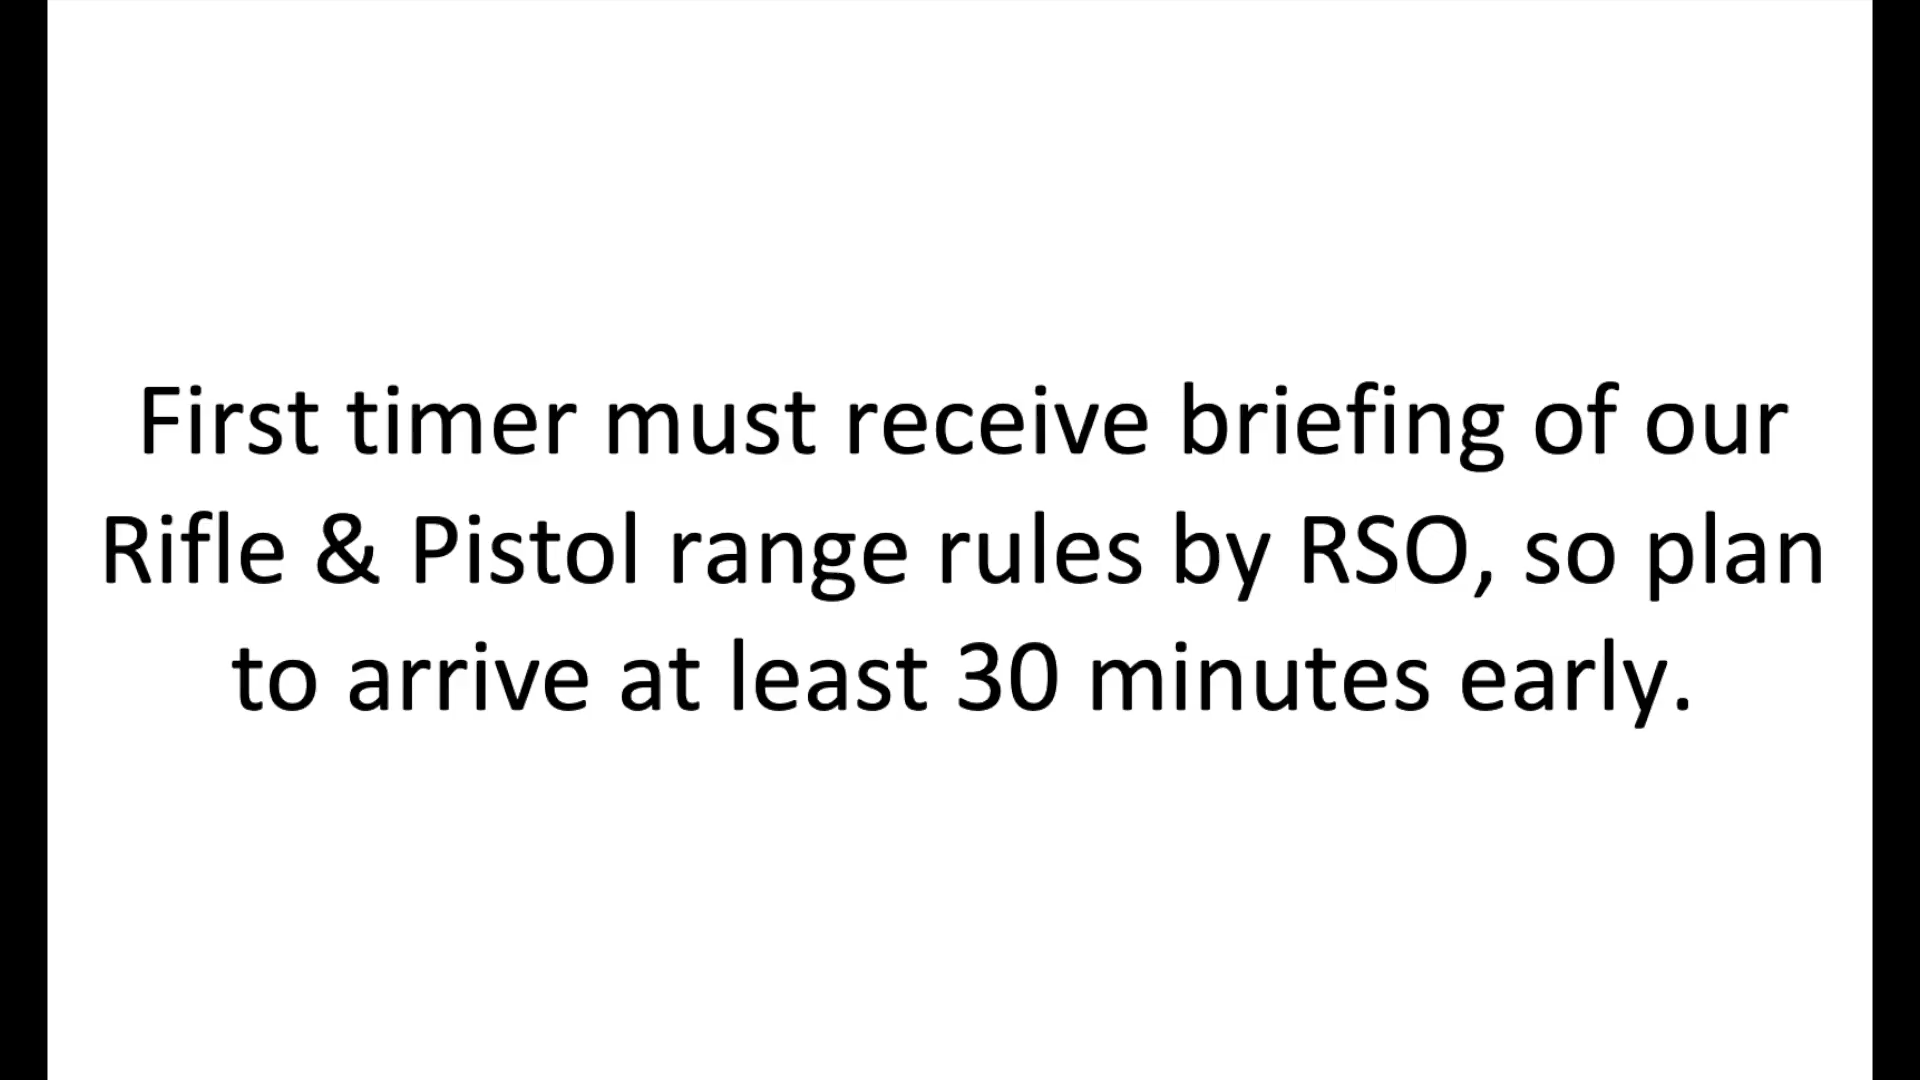 First timer must receive briefing of our
Rifle & Pistol range rules by RSO, so plan
to arrive at least 30 minutes early.